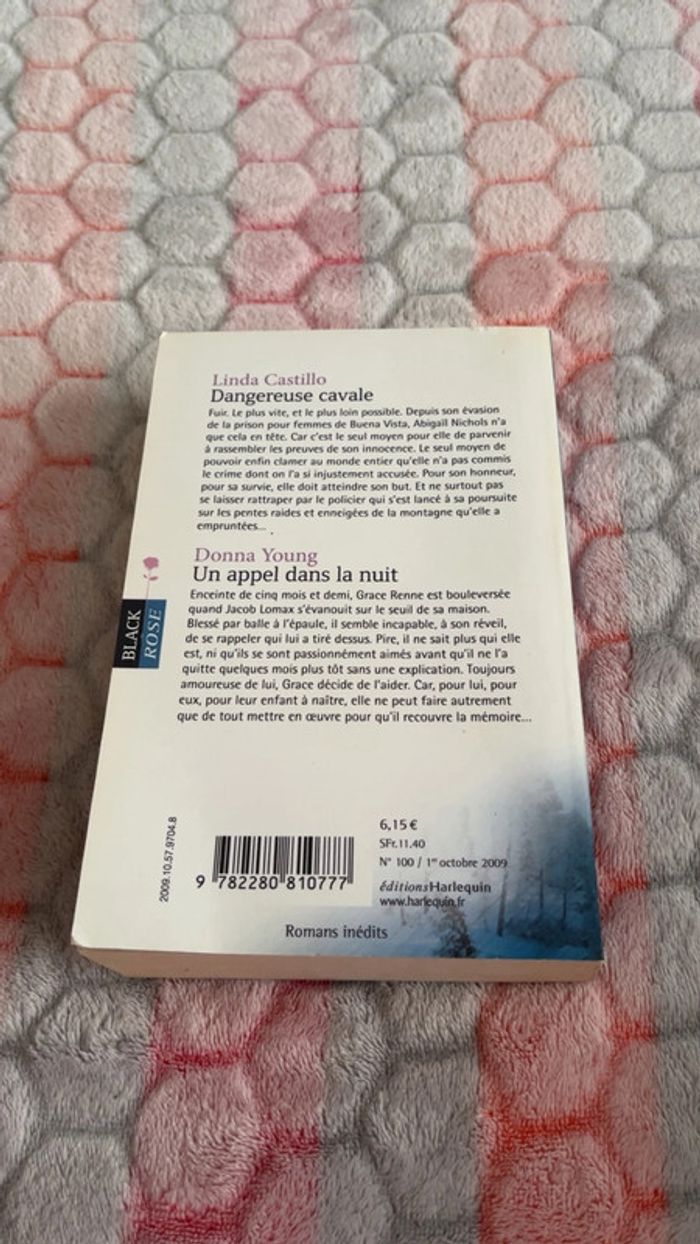 Linda Castillo
Dangereuse cavale
Fuir. Le plus vite, et le plus loin possible. Depuis son évasion
de la prison pour femmes de Buena Vista, Abigaïl Nichols n'a
que cela en tête. Car c'est le seul moyen pour elle de parvenir
à rassembler les preuves de son innocence. Le seul moyen de
pouvoir enfin clamer au monde entier qu'elle n'a pas commis
le crime dont on l'a si injustement accusée. Pour son honneur,
pour sa survie, elle doit atteindre son but. Et ne surtout pas
se laisser rattraper par le policier qui s'est lancé à sa poursuite
sur les pentes raides et enneigées de la montagne qu'elle a
empruntées...
Donna Young
Un appel dans la nuit
Enceinte de cinq mois et demi, Grace Renne est bouleversée
quand Jacob Lomax s'évanouit sur le seuil de sa maison.
Blessé par balle à l'épaule, il semble incapable, à son réveil,
de se rappeler qui lui a tiré dessus. Pire, il ne sait plus qui elle
est, ni qu'ils se sont passionnément aimés avant qu'il ne l'a
quitte quelques mois plus tôt sans une explication. Toujours
amoureuse de lui, Grace décide de l'aider. Car, pour lui, pour
eux, pour leur enfant à naître, elle ne peut faire autrement
que de tout mettre en œuvre pour qu'il recouvre la mémoire...
BLACK
ROSE
2009.10.57.9704.8
9 782280 810777
6,15 €
SFr.11.40
N° 100 / 1er octobre 2009
éditionsHarlequin
www.harlequin.fr
Romans inédits